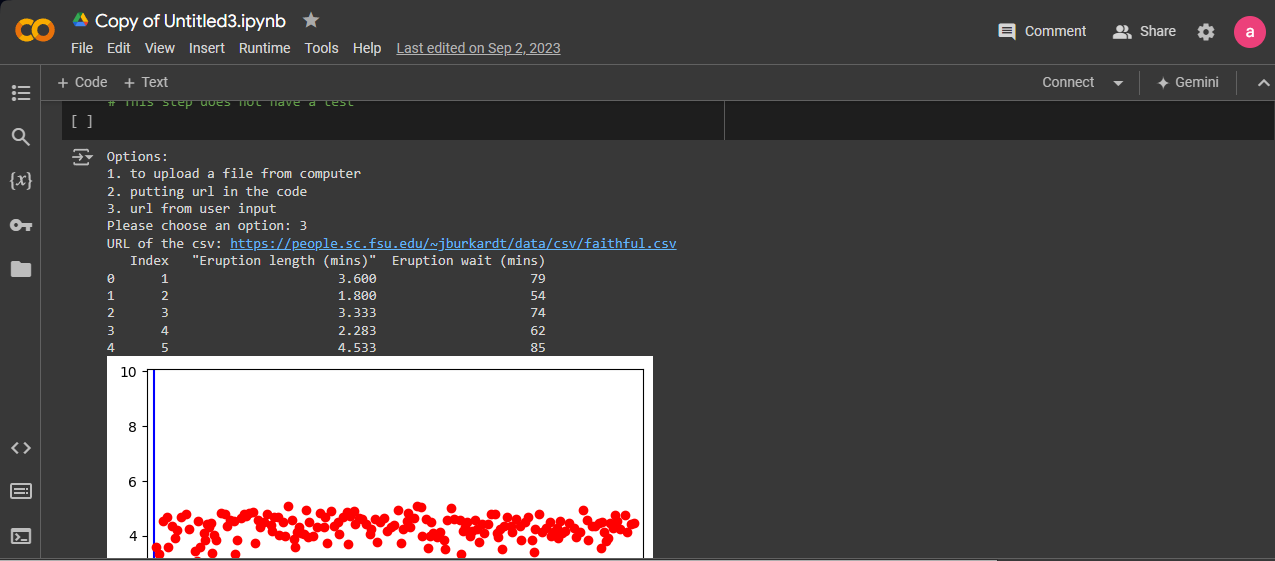 Copy of Untitled3.ipynb
File Edit View Insert Runtime Tools Help Last edited on Sep 2, 2023
Comment Share a
+ Code + Text Connect Gemini
# This step does not have a test
[ ]
{x}
Options:
1. to upload a file from computer
2. putting url in the code
3. url from user input
Please choose an option: 3
URL of the csv: https://people.sc.fsu.edu/~jburkardt/data/csv/faithful.csv
Index "Eruption length (mins)" Eruption wait (mins)
0 1 3.600 79
1 2 1.800 54
2 3 3.333 74
3 4 2.283 62
4 5 4.533 85
10
8
6
4